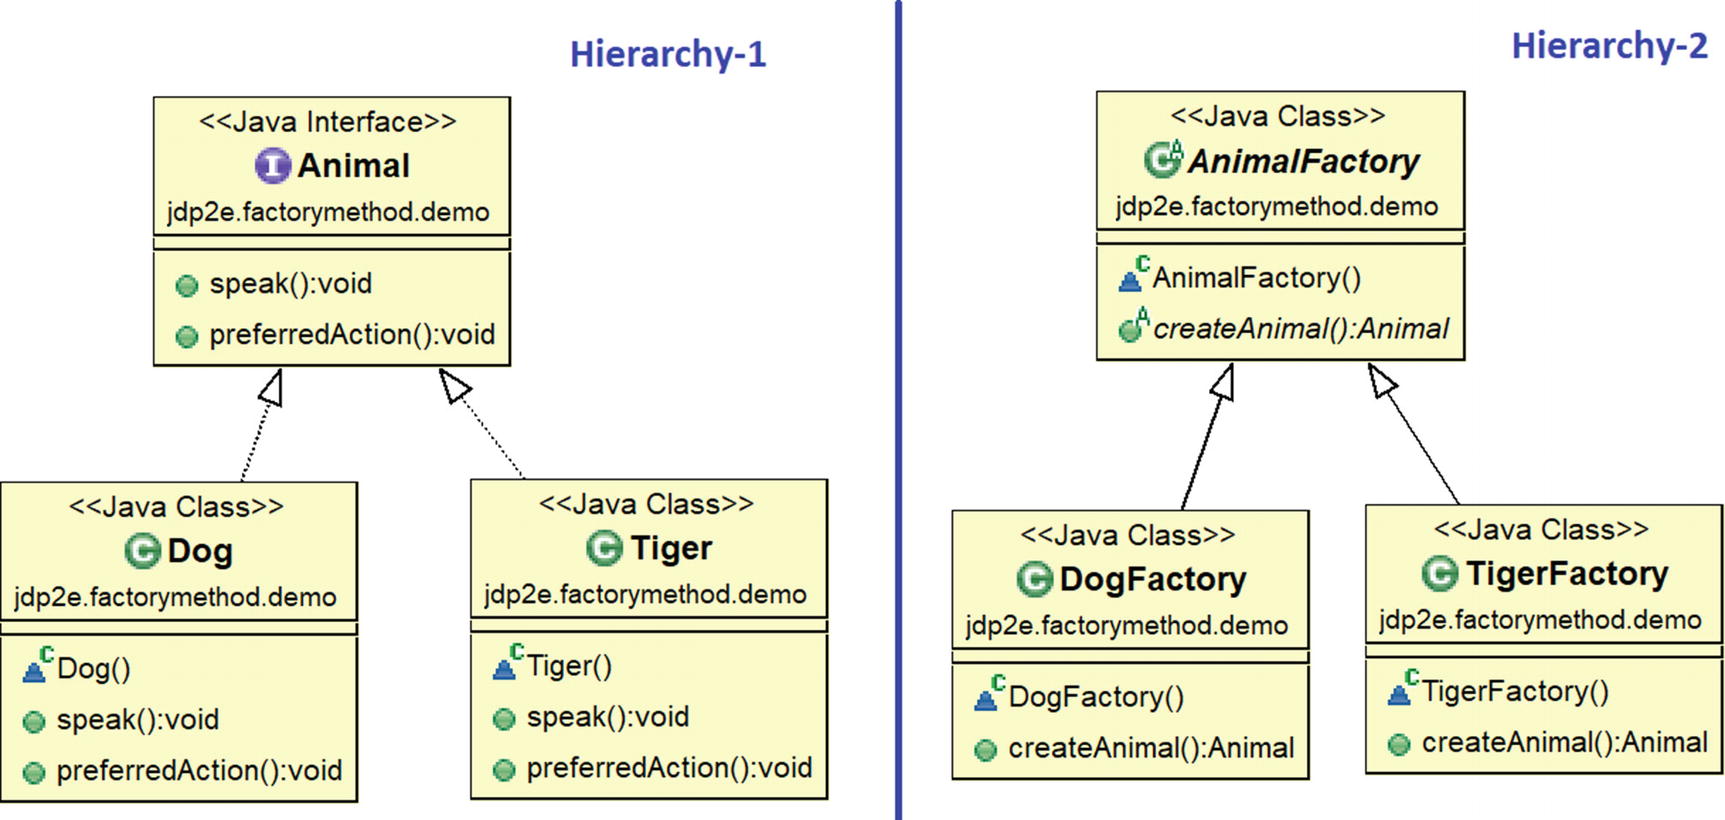 Hierarchy-1
<<Java Interface>>
I Animal
jdp2e.factorymethod.demo
speak():void
preferredAction():void
<<Java Class>>
C Dog
jdp2e.factorymethod.demo
C Dog()
speak():void
preferredAction():void
<<Java Class>>
C Tiger
jdp2e.factorymethod.demo
C Tiger()
speak():void
preferredAction():void
Hierarchy-2
<<Java Class>>
C A AnimalFactory
jdp2e.factorymethod.demo
C AnimalFactory()
A createAnimal():Animal
<<Java Class>>
C DogFactory
jdp2e.factorymethod.demo
C DogFactory()
createAnimal():Animal
<<Java Class>>
C TigerFactory
jdp2e.factorymethod.demo
C TigerFactory()
createAnimal():Animal